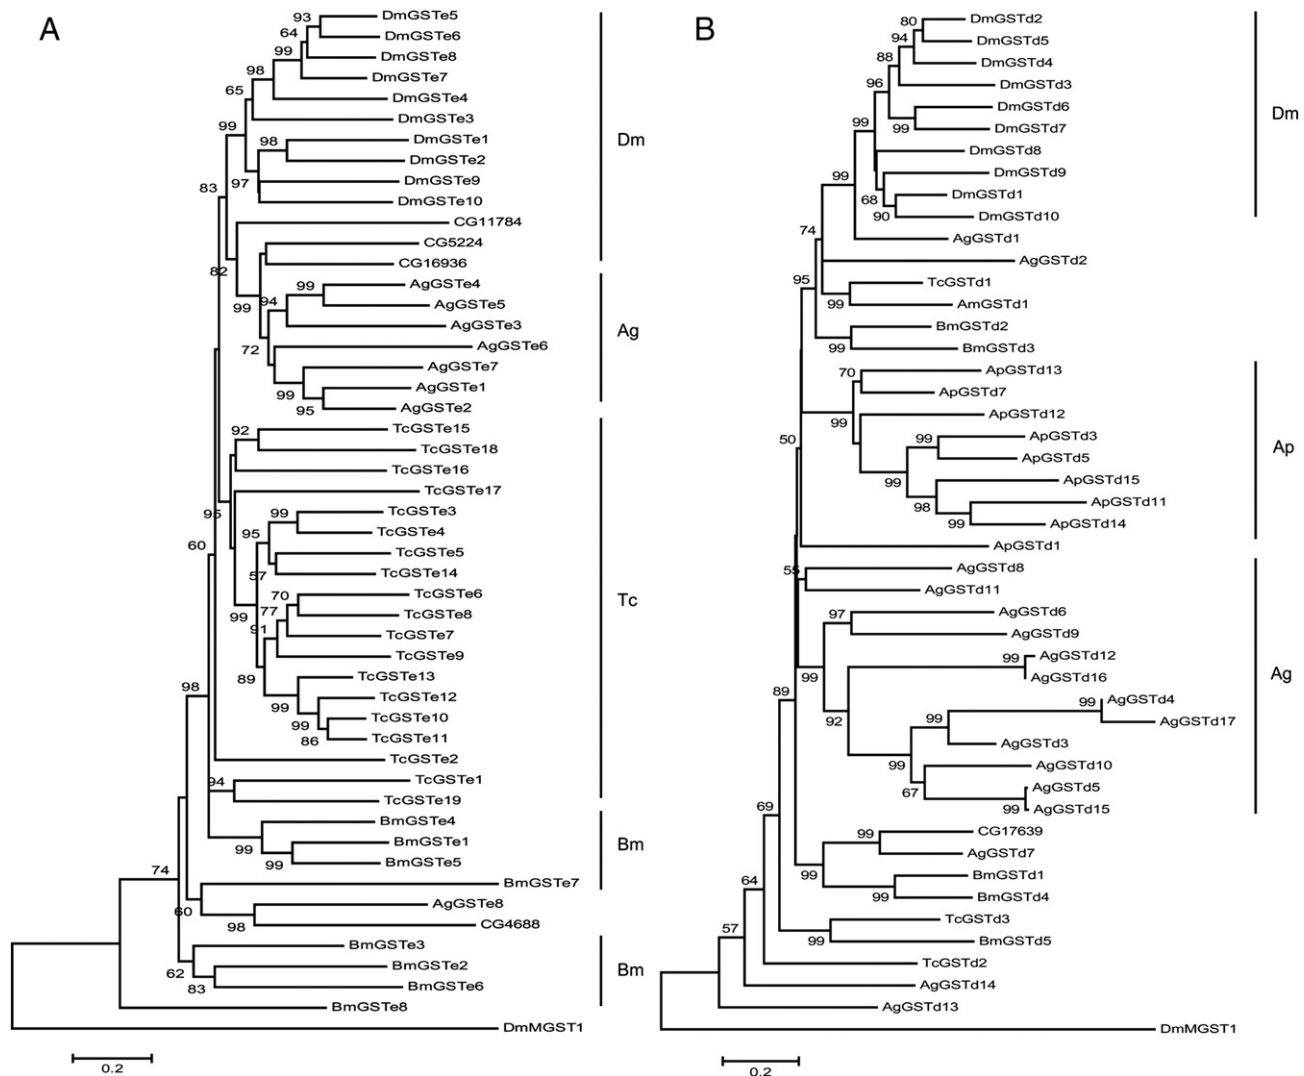 A
93
DmGSTe5
DmGSTe6
64
DmGSTe8
99
DmGSTe7
98
DmGSTe4
65
DmGSTe3
99
DmGSTe1
98
DmGSTe2
DmGSTe9
97
DmGSTe10
83
CG11784
CG5224
82
CG16936
Dm
99
94
99
AgGSTe4
AgGSTe5
AgGSTe3
72
AgGSTe6
AgGSTe7
99
AgGSTe1
95
AgGSTe2
Ag
92
TcGSTe15
TcGSTe18
TcGSTe16
TcGSTe17
95
99
TcGSTe3
95
TcGSTe4
60
TcGSTe5
57
TcGSTe14
70
TcGSTe6
77
TcGSTe8
99
91
TcGSTe7
TcGSTe9
89
TcGSTe13
99
TcGSTe12
99
TcGSTe10
86
TcGSTe11
98
TcGSTe2
94
TcGSTe1
TcGSTe19
Tc
BmGSTe4
99
BmGSTe1
99
BmGSTe5
74
BmGSTe7
Bm
60
AgGSTe8
98
CG4688
BmGSTe3
62
BmGSTe2
83
BmGSTe6
BmGSTe8
Bm
DmMGST1
0.2
B
80
DmGSTd2
94
DmGSTd5
88
DmGSTd4
96
DmGSTd3
DmGSTd6
99
99
DmGSTd7
DmGSTd8
99
DmGSTd9
68
DmGSTd1
90
DmGSTd10
Dm
74
AgGSTd1
AgGSTd2
95
TcGSTd1
99
AmGSTd1
BmGSTd2
99
BmGSTd3
70
ApGSTd13
ApGSTd7
99
ApGSTd12
50
99
ApGSTd3
ApGSTd5
99
ApGSTd15
98
ApGSTd11
99
ApGSTd14
Ap
ApGSTd1
55
AgGSTd8
AgGSTd11
97
AgGSTd6
AgGSTd9
99
99
AgGSTd12
AgGSTd16
89
92
99
AgGSTd4
AgGSTd17
99
AgGSTd3
99
AgGSTd10
67
AgGSTd5
99
AgGSTd15
Ag
69
99
CG17639
AgGSTd7
99
BmGSTd1
99
BmGSTd4
64
TcGSTd3
99
BmGSTd5
57
TcGSTd2
AgGSTd14
AgGSTd13
DmMGST1
0.2